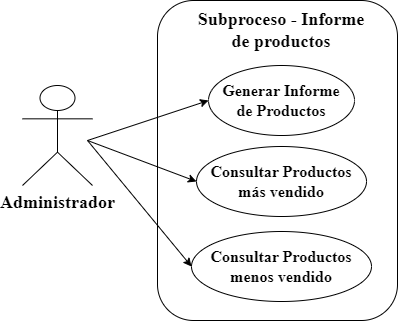 Subproceso - Informe
de productos
Generar Informe
de Productos
Consultar Productos
más vendido
Administrador
Consultar Productos
menos vendido